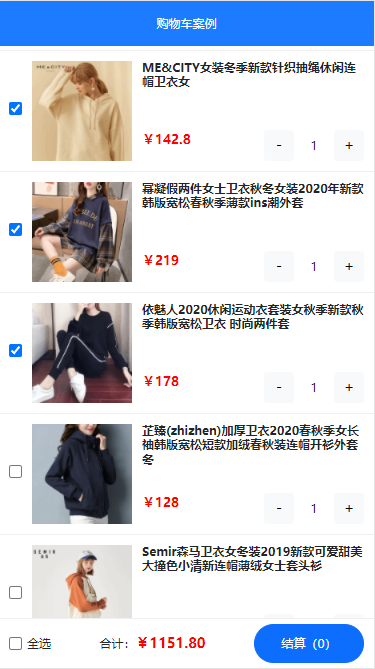 购物车案例
ME&CITY
ME&CITY女装冬季新款针织抽绳休闲连
帽卫衣女
￥142.8
- 1 +
幂凝假两件女士卫衣秋冬女装2020年新款
韩版宽松春秋季薄款ins潮外套
￥219
- 1 +
依魅人2020休闲运动衣套装女秋季新款秋
季韩版宽松卫衣 时尚两件套
￥178
- 1 +
芷臻(zhizhen)加厚卫衣2020春秋季女长
袖韩版宽松短款加绒春秋装连帽开衫外套
冬
￥128
- 1 +
SEMIR
Semir森马卫衣女冬装2019新款可爱甜美
大撞色小清新连帽薄绒女士套头衫
全选
合计：￥1151.80
结算（0）